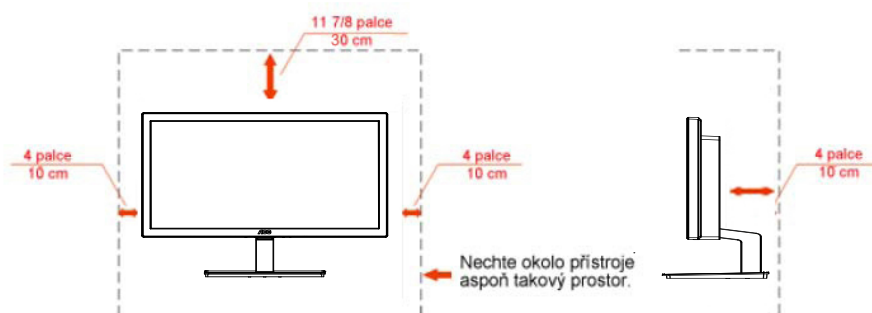 11 7/8 palce
30 cm
4 palce
10 cm
4 palce
10 cm
4 palce
10 cm
Nechte okolo přístroje
aspoň takový prostor.